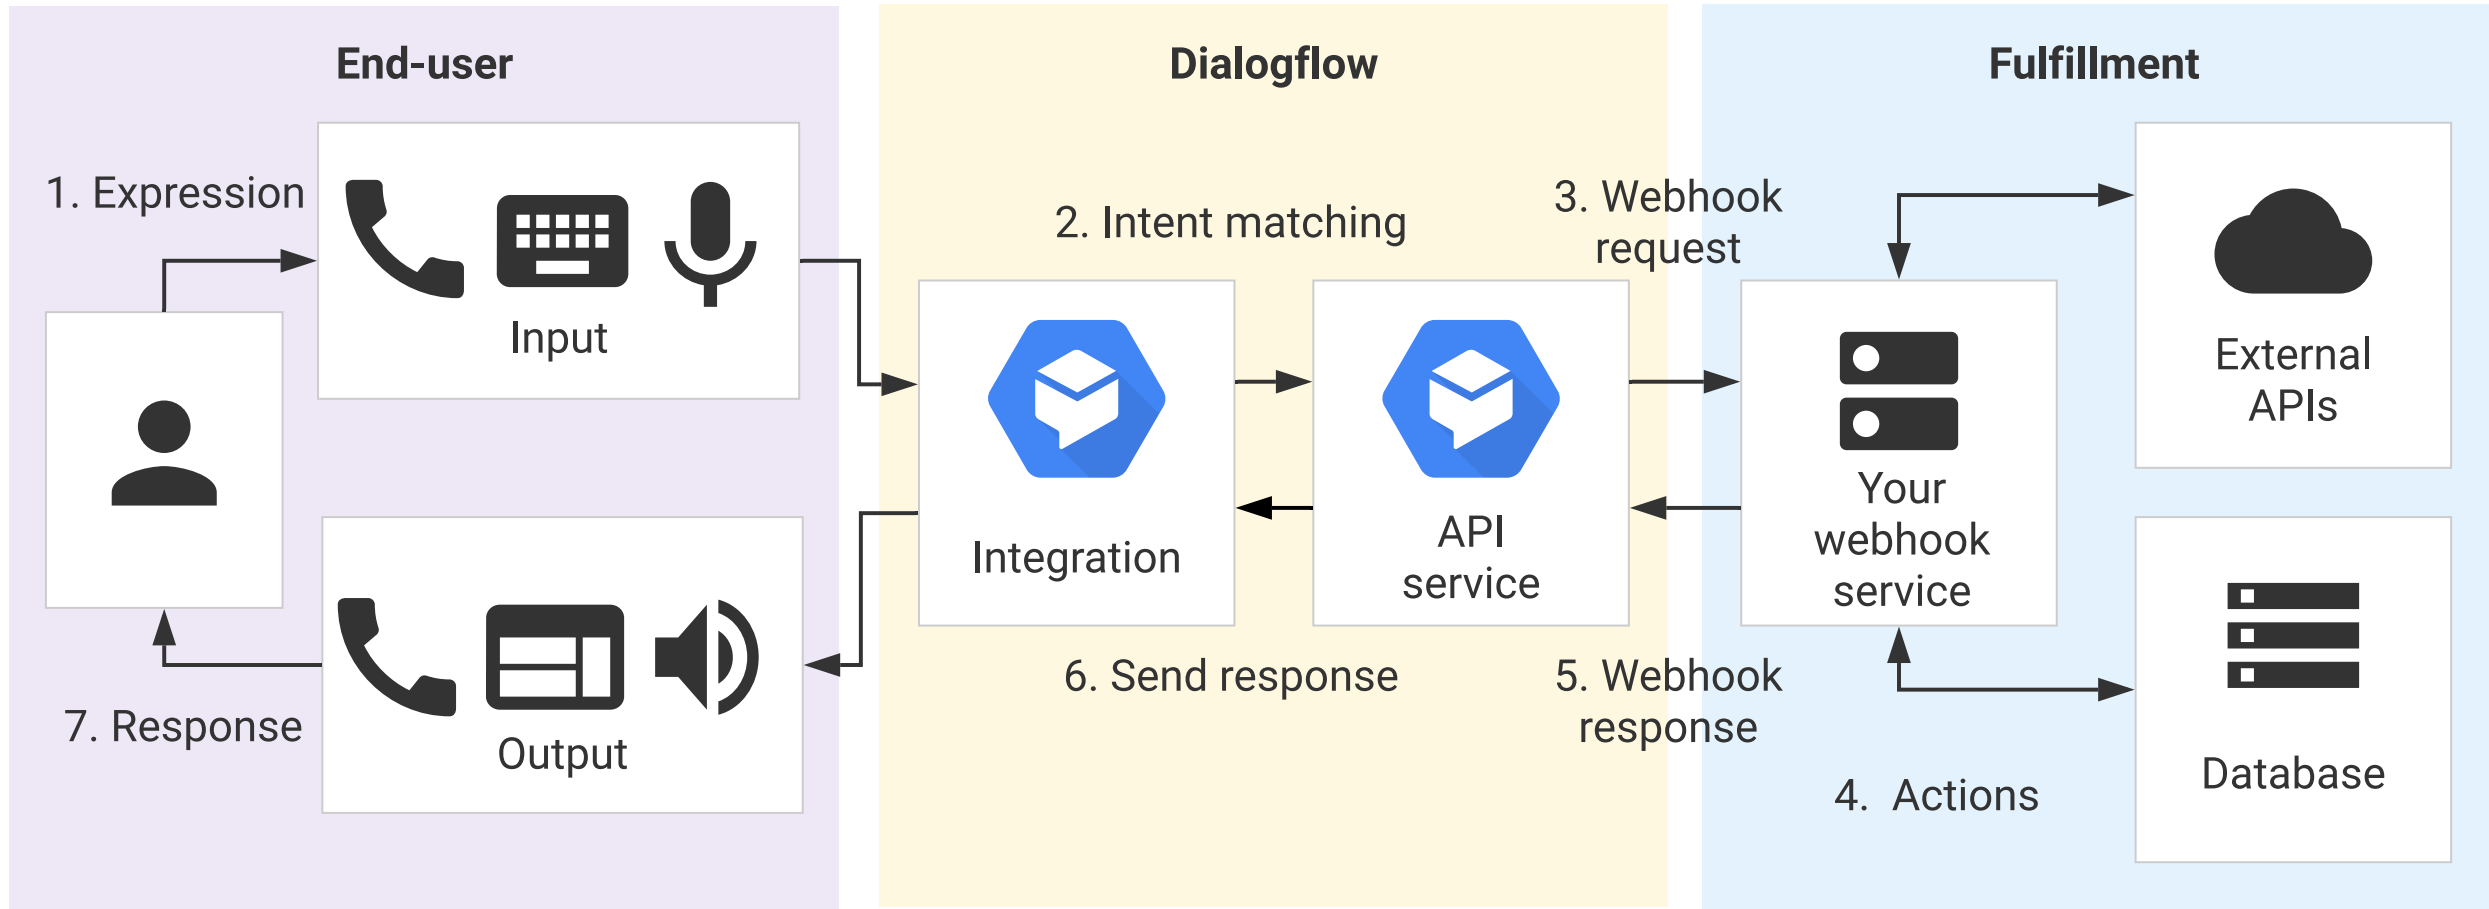 End-user
Dialogflow
Fulfillment
1. Expression
Input
2. Intent matching
3. Webhook
request
Integration
API
service
Your
webhook
service
External
APIs
Output
7. Response
6. Send response
5. Webhook
response
4.  Actions
Database